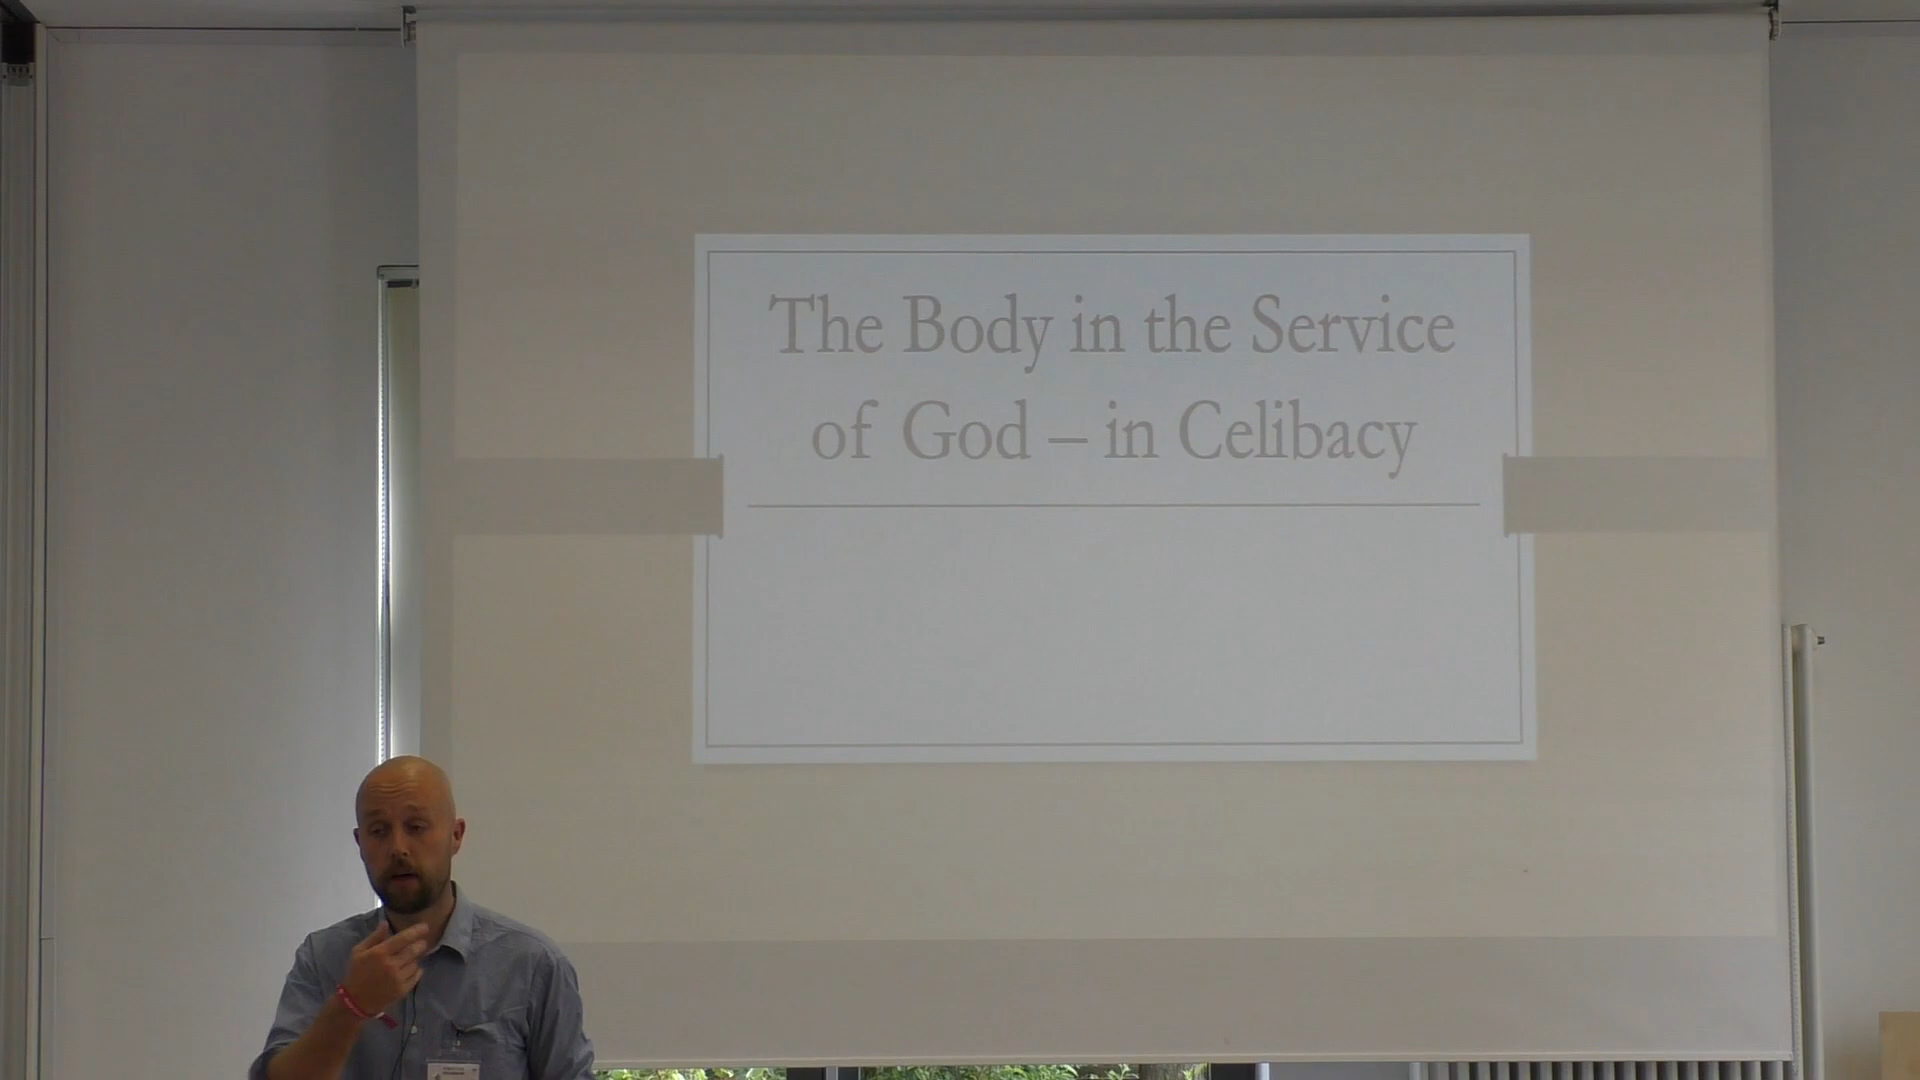 The Body in the Service
of God – in Celibacy